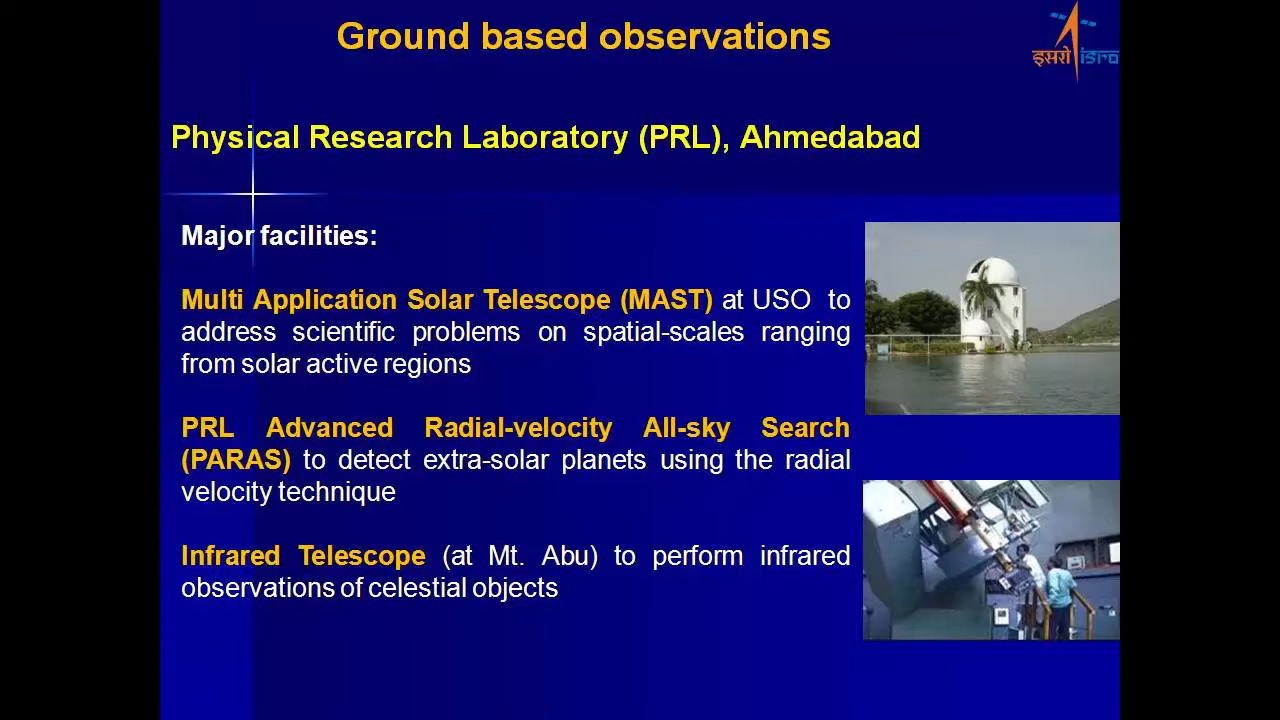 Ground based observations
इसरो isro
Physical Research Laboratory (PRL), Ahmedabad
Major facilities:
Multi Application Solar Telescope (MAST) at USO to
address scientific problems on spatial-scales ranging
from solar active regions
PRL Advanced Radial-velocity All-sky Search
(PARAS) to detect extra-solar planets using the radial
velocity technique
Infrared Telescope (at Mt. Abu) to perform infrared
observations of celestial objects